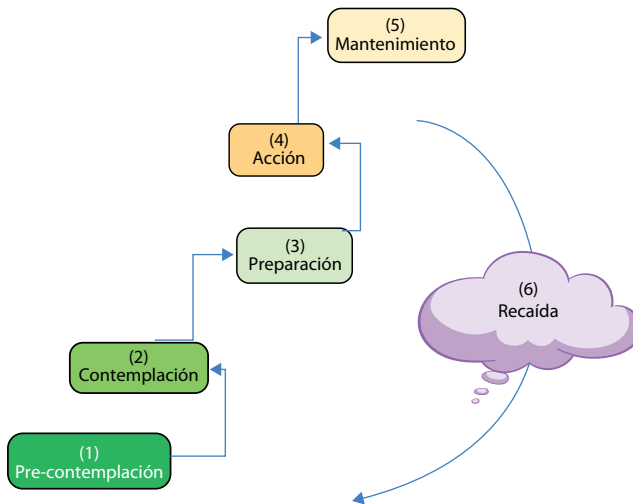 (5)
Mantenimiento
(4)
Acción
(3)
Preparación
(6)
Recaída
(2)
Contemplación
(1)
Pre-contemplación